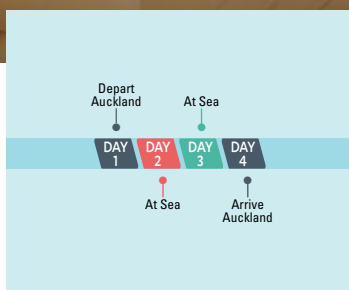 Depart
Auckland
At Sea
DAY
1
DAY
2
DAY
3
DAY
4
At Sea
Arrive
Auckland